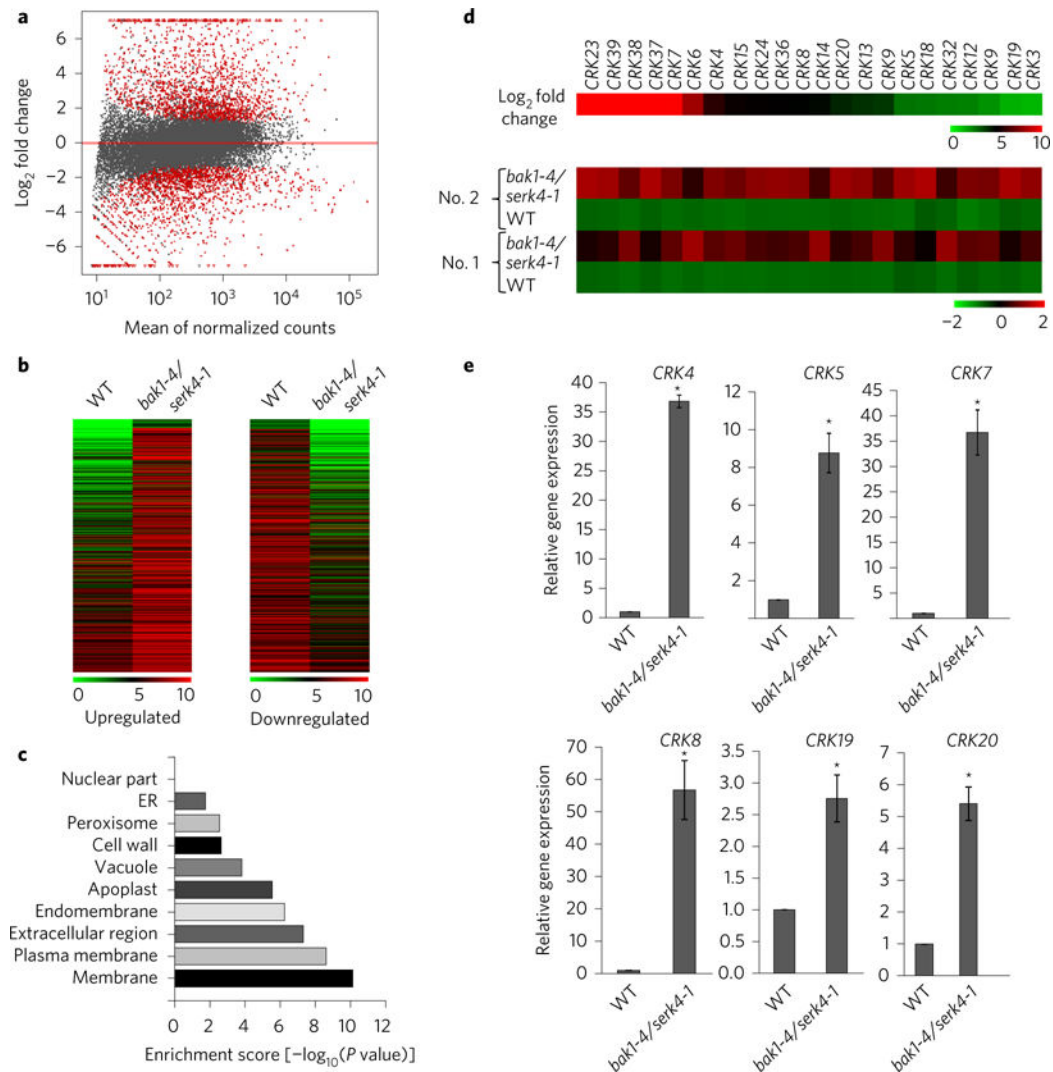 a
Log2 fold change
6
4
2
0
−2
−4
−6
10^1 10^2 10^3 10^4 10^5
Mean of normalized counts
b
WT bak1-4/serk4-1 WT bak1-4/serk4-1
0 5 10 0 5 10
Upregulated Downregulated
c
Nuclear part
ER
Peroxisome
Cell wall
Vacuole
Apoplast
Endomembrane
Extracellular region
Plasma membrane
Membrane
0 2 4 6 8 10 12
Enrichment score [−log10(P value)]
d
CRK23 CRK39 CRK38 CRK37 CRK7 CRK6 CRK4 CRK15 CRK24 CRK36 CRK8 CRK14 CRK20 CRK13 CRK9 CRK5 CRK18 CRK32 CRK12 CRK9 CRK19 CRK3
Log2 fold
change
0 5 10
No. 2
bak1-4/
serk4-1
WT
No. 1
bak1-4/
serk4-1
WT
−2 0 2
e
Relative gene expression
CRK4
*
40
35
30
25
20
15
10
5
0
WT bak1-4/serk4-1
CRK5
*
12
10
8
6
4
2
WT bak1-4/serk4-1
CRK7
*
45
40
35
30
25
20
15
10
5
WT bak1-4/serk4-1
Relative gene expression
CRK8
*
70
60
50
40
30
20
10
0
WT bak1-4/serk4-1
CRK19
*
3.5
3.0
2.5
2.0
1.5
1.0
0.5
0.0
WT bak1-4/serk4-1
CRK20
*
7
6
5
4
3
2
1
0
WT bak1-4/serk4-1